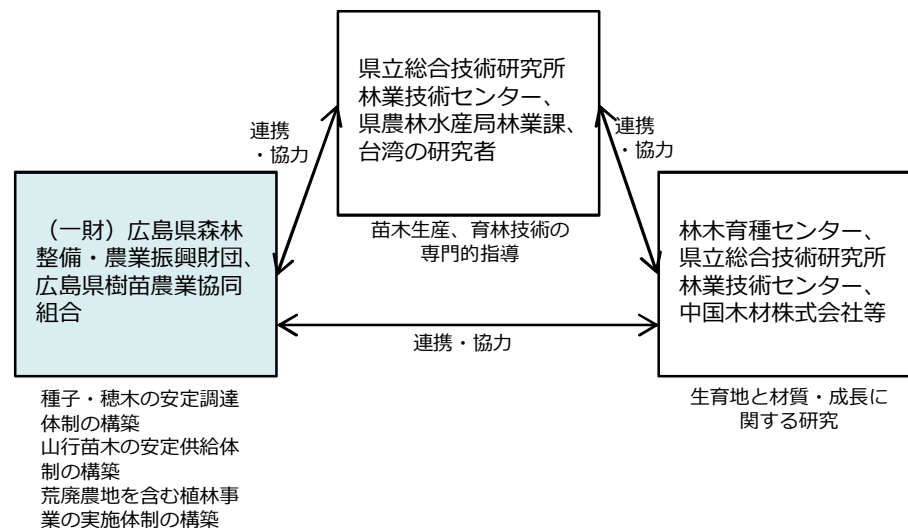 県立総合技術研究所
林業技術センター、
県農林水産局林業課、
台湾の研究者
連携
・協力
連携
・協力
苗木生産、育林技術の
専門的指導
（一財）広島県森林
整備・農業振興財団、
広島県樹苗農業協同
組合
林木育種センター、
県立総合技術研究所
林業技術センター、
中国木材株式会社等
連携・協力
種子・穂木の安定調達
体制の構築
山行苗木の安定供給体
制の構築
荒廃農地を含む植林事
業の実施体制の構築
生育地と材質・成長に
関する研究